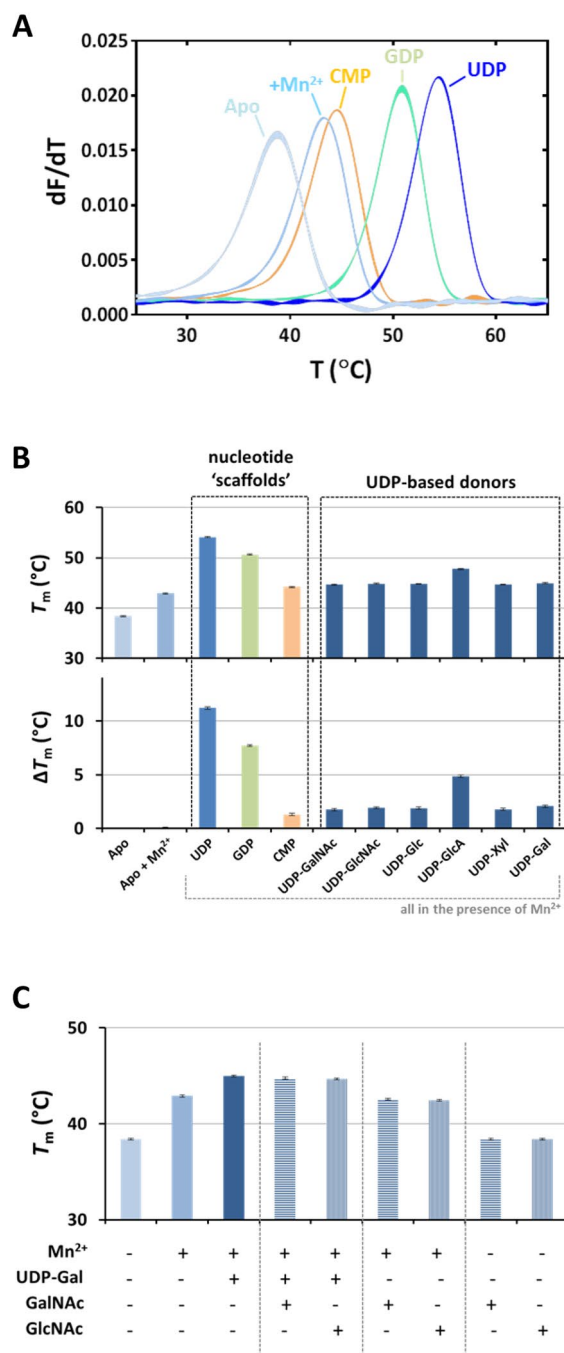 A
0.025
0.020
0.015
0.010
0.005
0.000
dF/dT
Apo
+Mn²⁺
CMP
GDP
UDP
30
40
50
60
T (°C)
B
nucleotide
'scaffolds'
UDP-based donors
60
50
40
30
Tm (°C)
10
5
0
ΔTm (°C)
Apo
Apo + Mn²⁺
UDP
GDP
CMP
UDP-GalNAc
UDP-GlcNAc
UDP-Glc
UDP-GlcA
UDP-Xyl
UDP-Gal
all in the presence of Mn²⁺
C
50
40
30
Tm (°C)
Mn²⁺ - + + + + + + - -
UDP-Gal - - + + + - - - -
GalNAc - - - + - + - + -
GlcNAc - - - - + - + - +